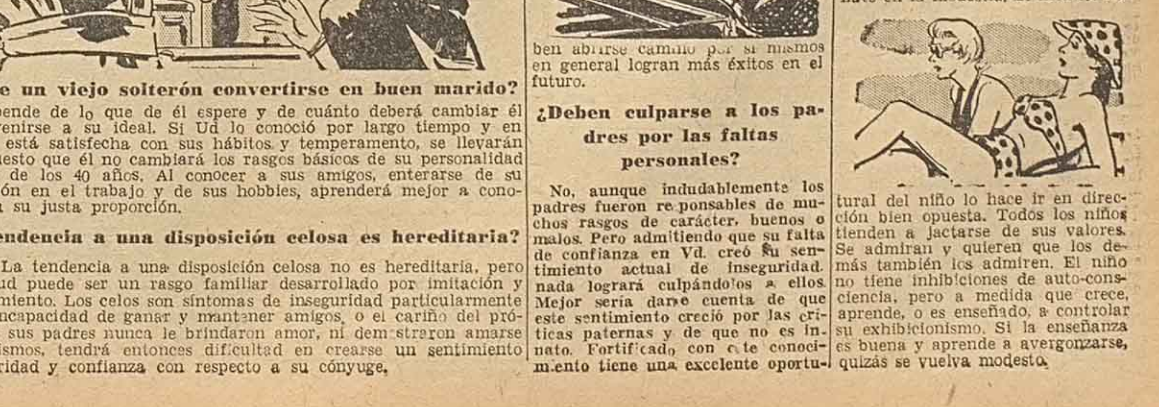 e un viejo solterón convertirse en buen marido?
ende de lo que de él espere y de cuánto deberá cambiar él
enirse a su ideal. Si Ud lo conoció por largo tiempo y en
está satisfecha con sus hábitos y temperamento, se llevarán
uesto que él no cambiará los rasgos básicos de su personalidad
de los 40 años. Al conocer a sus amigos, enterarse de su
ón en el trabajo y de sus hobbies, aprenderá mejor a cono-
su justa proporción.
endencia a una disposición celosa es hereditaria?
La tendencia a una disposición celosa no es hereditaria, pero
ud puede ser un rasgo familiar desarrollado por imitación y
miento. Los celos son síntomas de inseguridad particularmente
ncapacidad de ganar y mantener amigos, o el cariño del pró-
sus padres nunca le brindaron amor, ni demostraron amarse
ismos, tendrá entonces dificultad en crearse un sentimiento
ridad y confianza con respecto a su cónyuge.
ben abrirse camino por sí mismos
en general logran más éxitos en el
futuro.
¿Deben culparse a los pa-
dres por las faltas
personales?
No, aunque indudablemente los
padres fueron responsables de mu-
chos rasgos de carácter, buenos o
malos. Pero admitiendo que su falta
de confianza en Vd. creó su sen-
timiento actual de inseguridad,
nada logrará culpándolos a ellos.
Mejor sería darse cuenta de que
este sentimiento creció por las crí-
ticas paternas y de que no es in-
nato. Fortificado con este conoci-
miento tiene una excelente oportu-
tural del niño lo hace ir en direc-
ción bien opuesta. Todos los niños
tienden a jactarse de sus valores.
Se admiran y quieren que los de-
más también los admiren. El niño
no tiene inhibiciones de auto-cons-
ciencia, pero a medida que crece,
aprende, o es enseñado, a controlar
su exhibicionismo. Si la enseñanza
es buena y aprende a avergonzarse,
quizás se vuelva modesto.